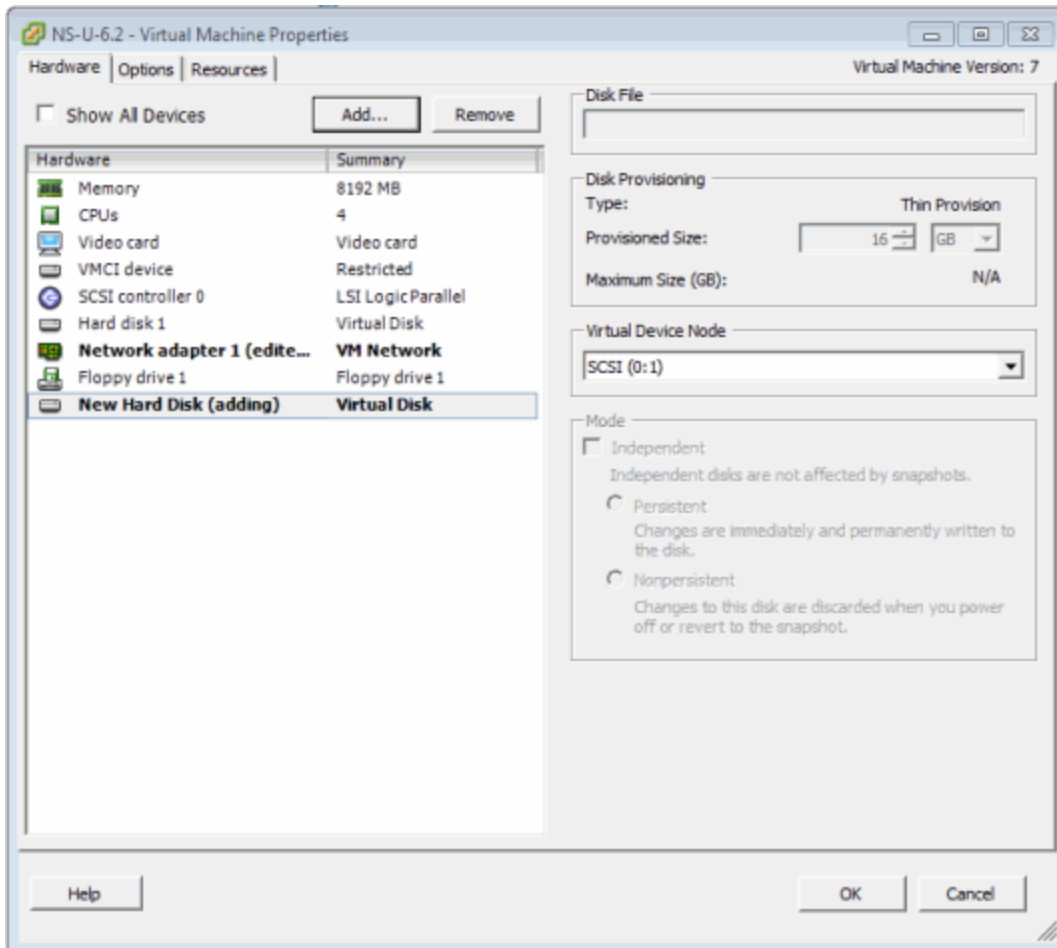 NS-U-6.2 - Virtual Machine Properties
Hardware Options Resources Virtual Machine Version: 7
Show All Devices Add... Remove
Hardware Summary
Memory 8192 MB
CPUs 4
Video card Video card
VMCI device Restricted
SCSI controller 0 LSI Logic Parallel
Hard disk 1 Virtual Disk
Network adapter 1 (edite... VM Network
Floppy drive 1 Floppy drive 1
New Hard Disk (adding) Virtual Disk
Disk File
Disk Provisioning
Type: Thin Provision
Provisioned Size: 16 GB
Maximum Size (GB): N/A
Virtual Device Node
SCSI (0:1)
Mode
Independent
Independent disks are not affected by snapshots.
Persistent
Changes are immediately and permanently written to
the disk.
Nonpersistent
Changes to this disk are discarded when you power
off or revert to the snapshot.
Help OK Cancel